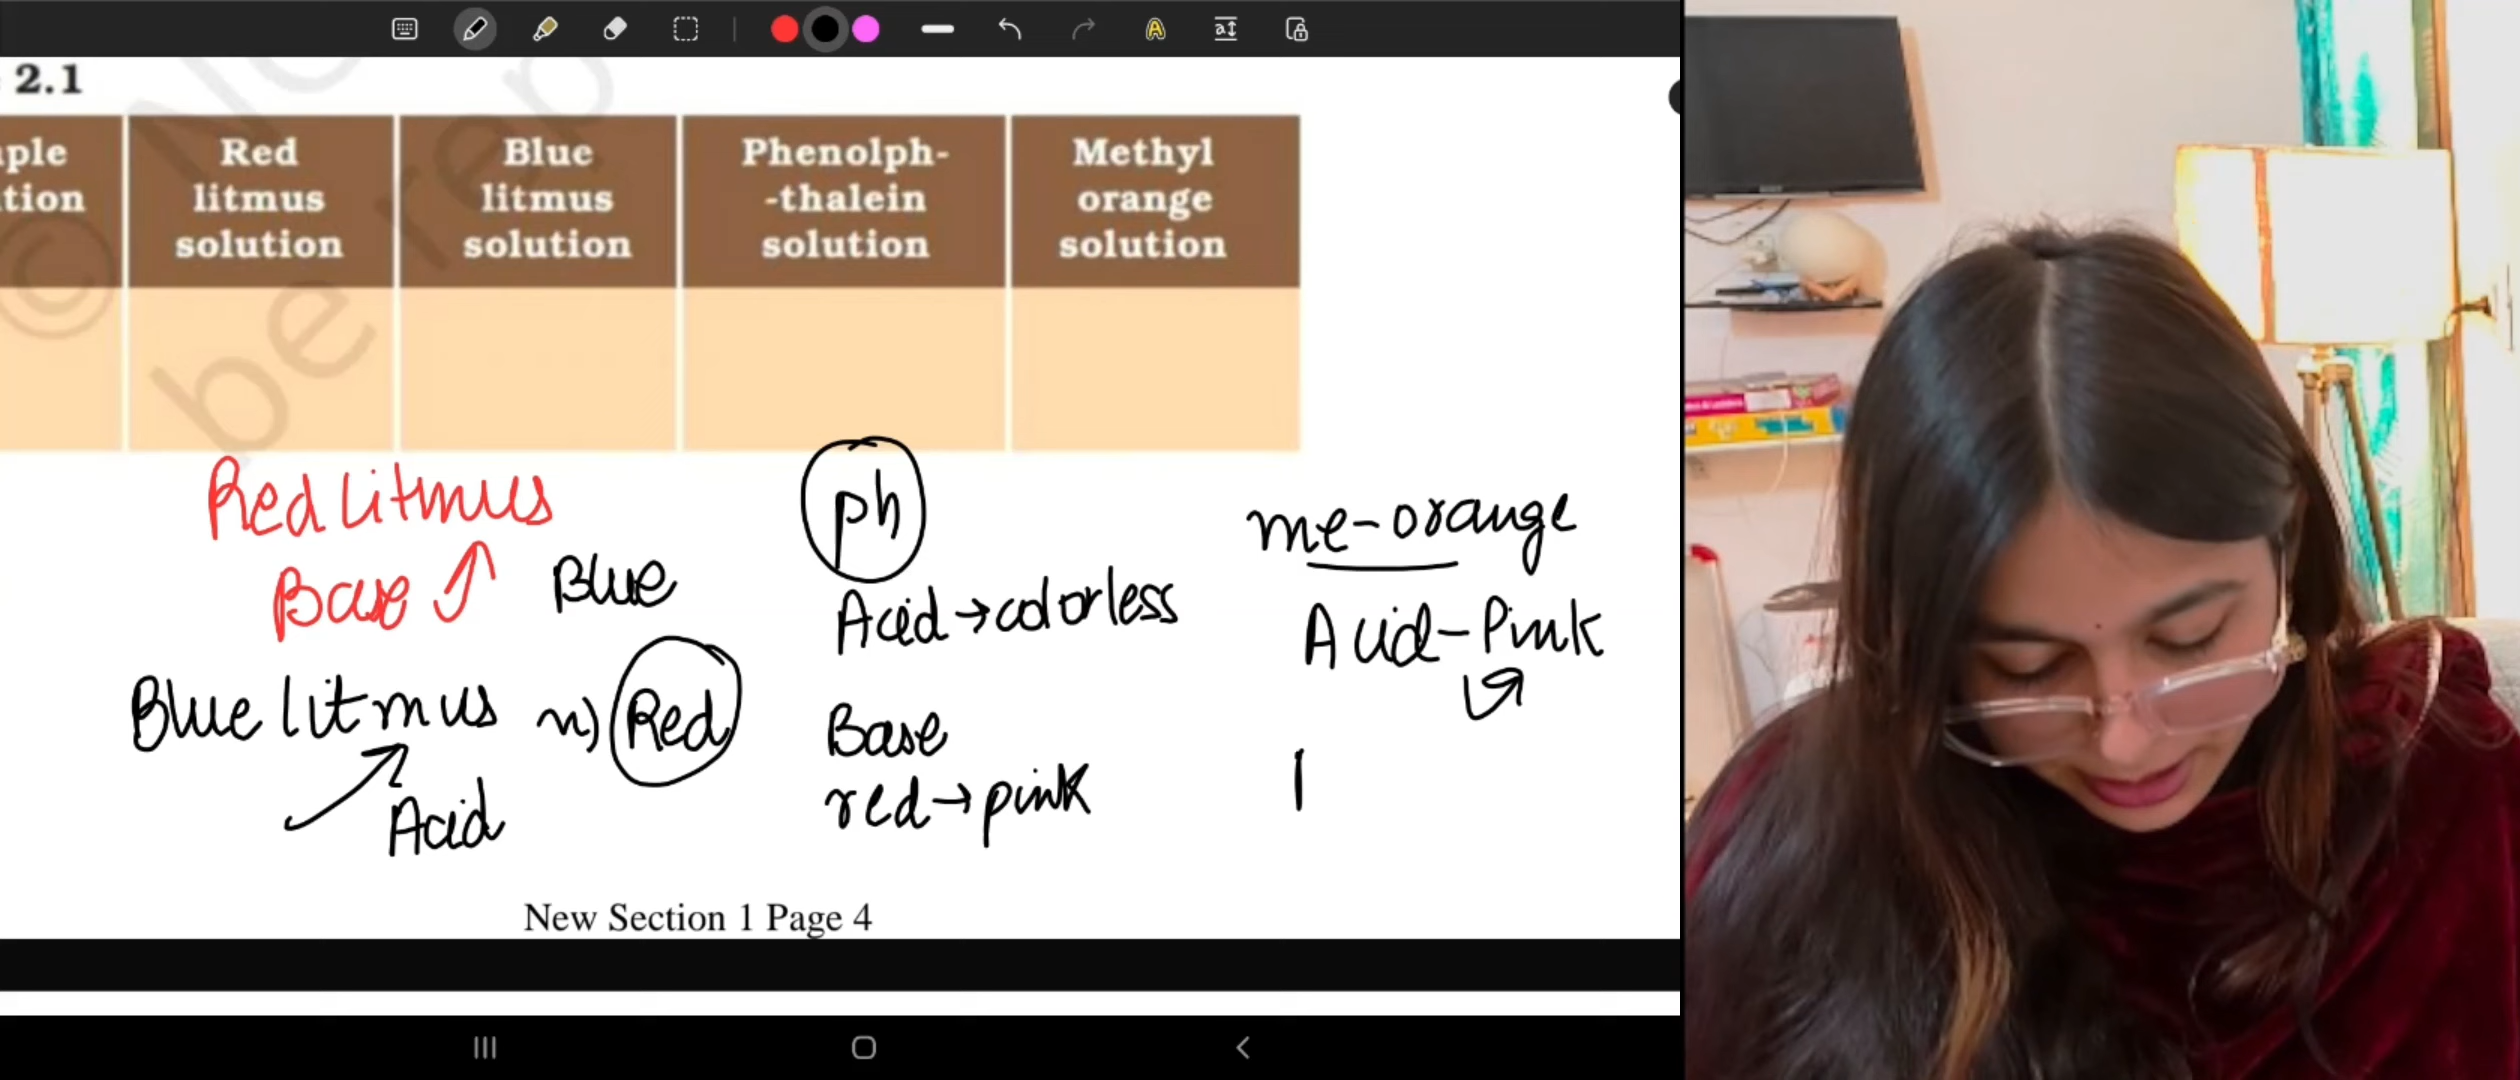 2.1
ple
tion
Red
litmus
solution
Blue
litmus
solution
Phenolph-
-thalein
solution
Methyl
orange
solution
be rep
Red litmus
Base
Blue
Blue litmus
Red
Acid
ph
Acid → colorless
Base
red → pink
me-orange
Acid - Pink
New Section 1 Page 4